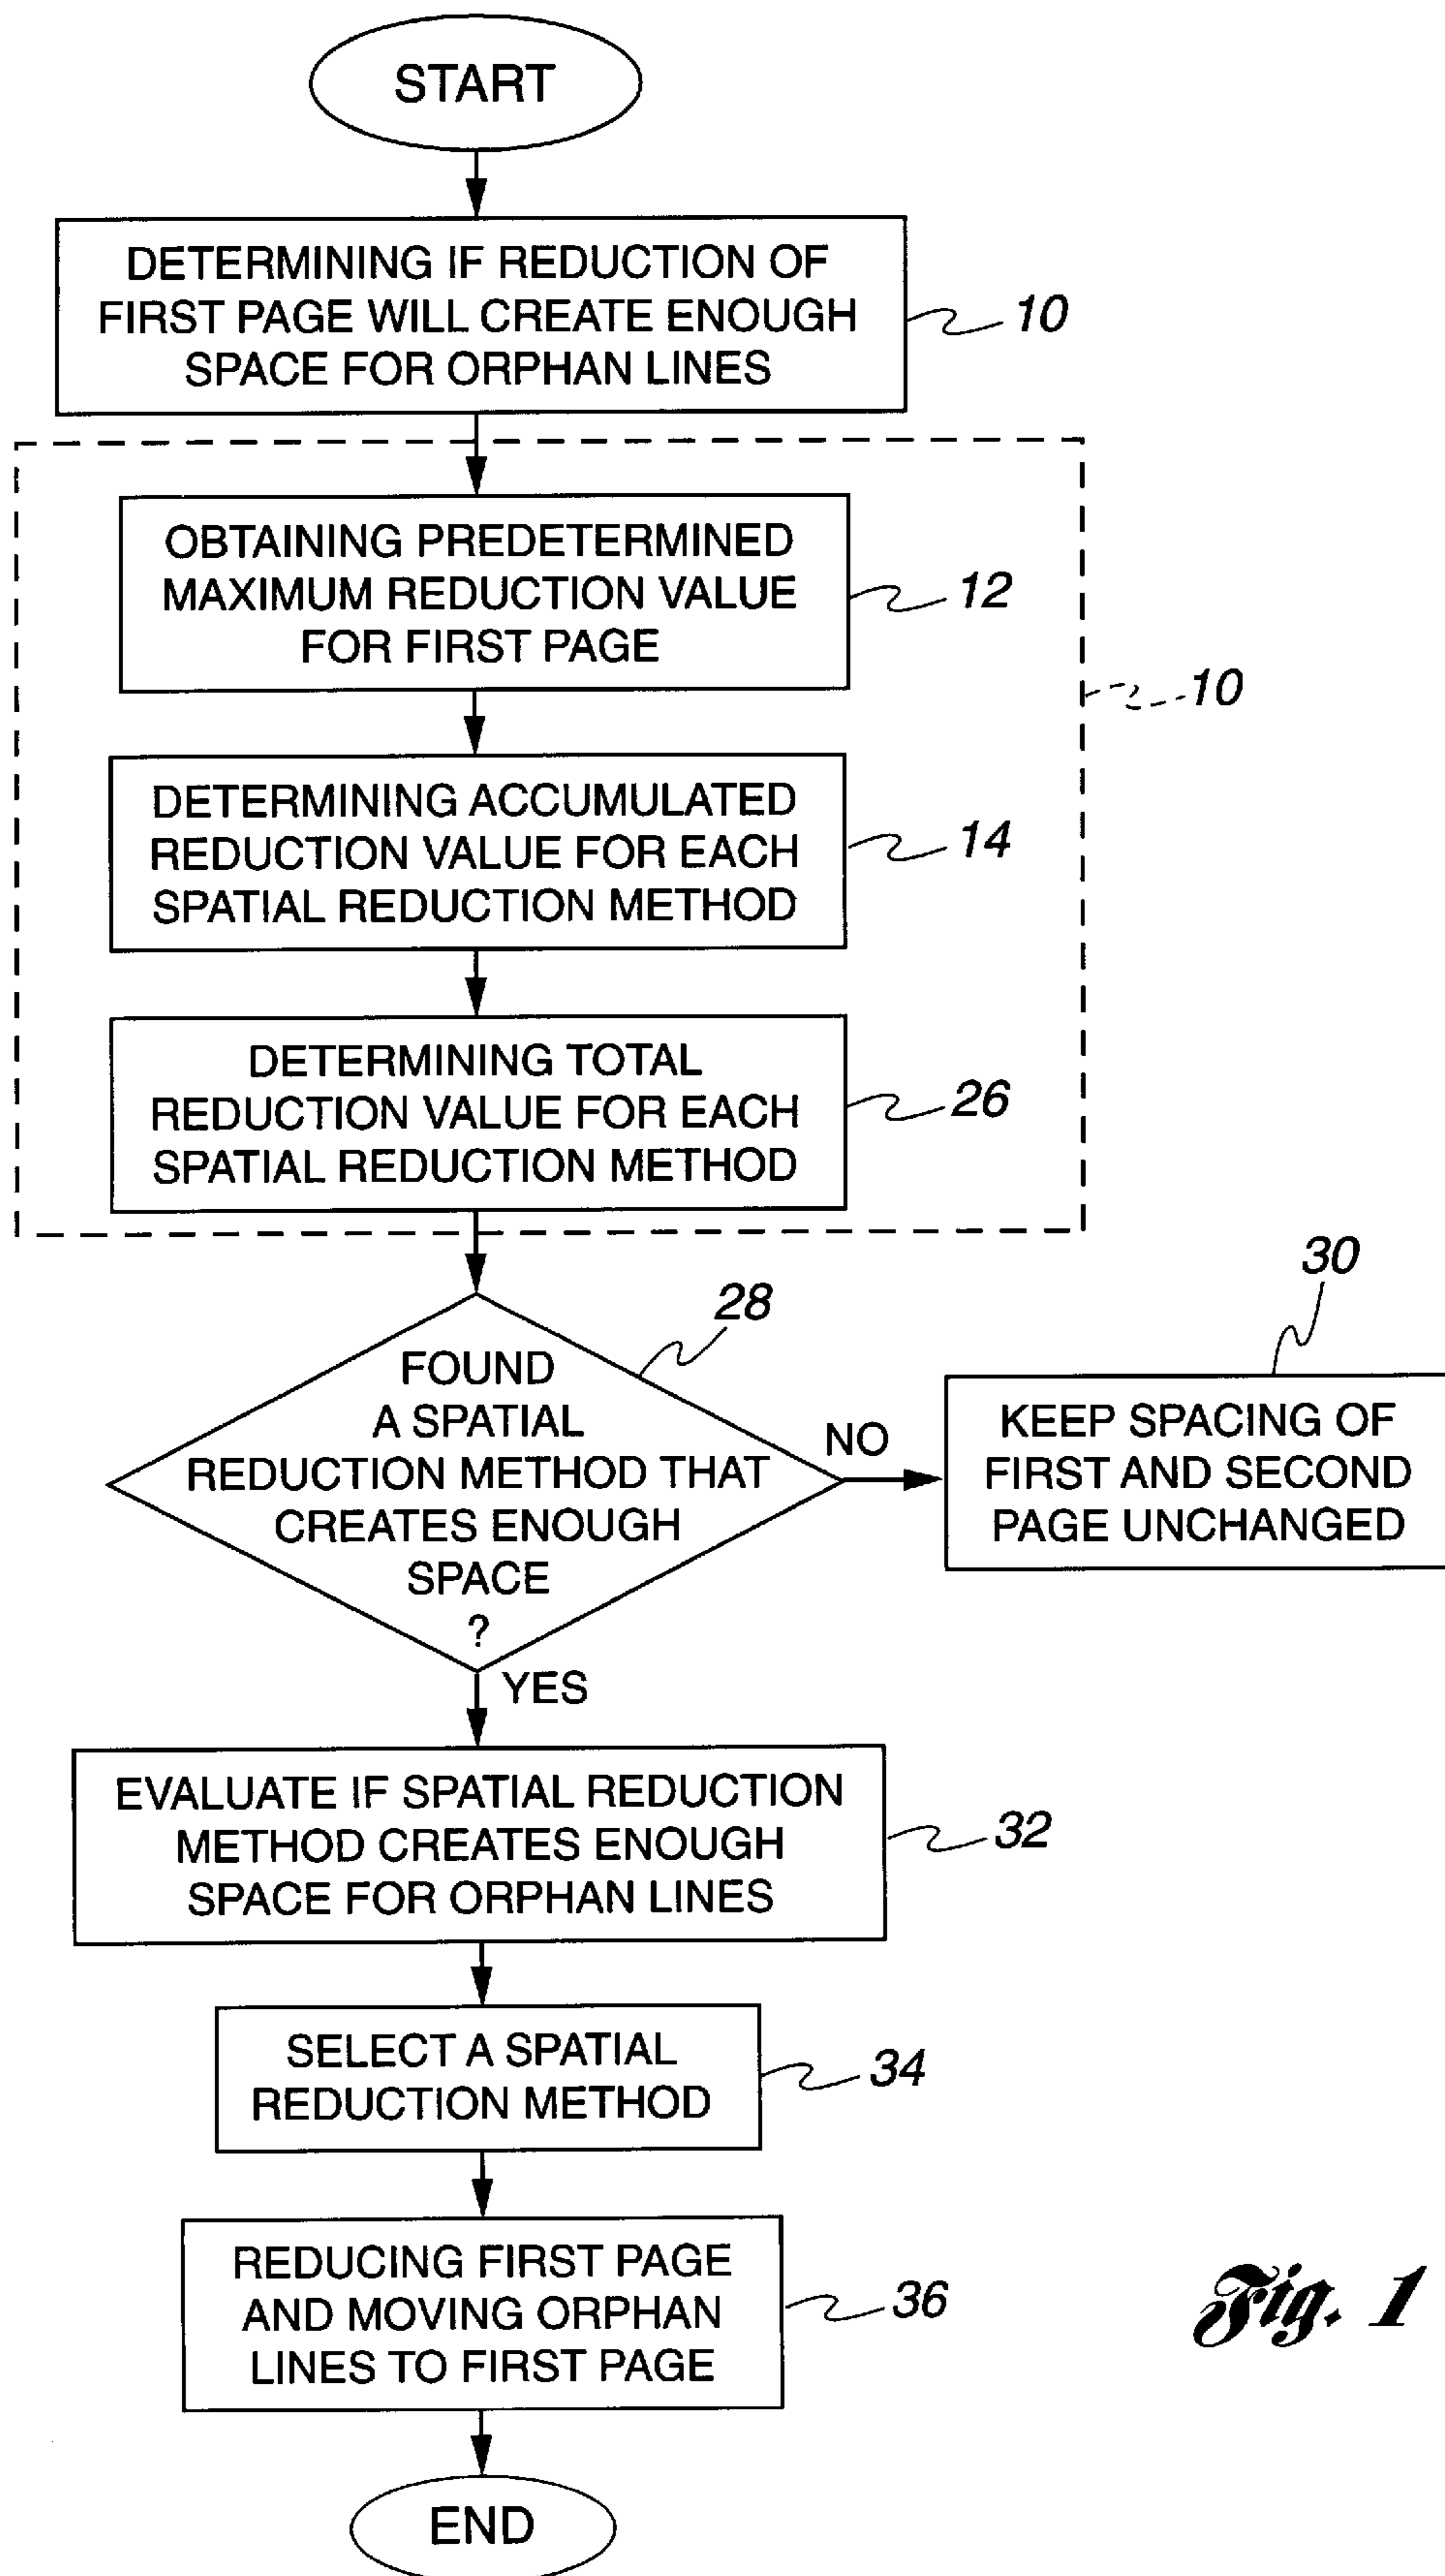 START
DETERMINING IF REDUCTION OF
FIRST PAGE WILL CREATE ENOUGH
SPACE FOR ORPHAN LINES
10
OBTAINING PREDETERMINED
MAXIMUM REDUCTION VALUE
FOR FIRST PAGE
12
10
DETERMINING ACCUMULATED
REDUCTION VALUE FOR EACH
SPATIAL REDUCTION METHOD
14
DETERMINING TOTAL
REDUCTION VALUE FOR EACH
SPATIAL REDUCTION METHOD
26
FOUND
A SPATIAL
REDUCTION METHOD THAT
CREATES ENOUGH
SPACE
?
28
NO
30
KEEP SPACING OF
FIRST AND SECOND
PAGE UNCHANGED
YES
EVALUATE IF SPATIAL REDUCTION
METHOD CREATES ENOUGH
SPACE FOR ORPHAN LINES
32
SELECT A SPATIAL
REDUCTION METHOD
34
REDUCING FIRST PAGE
AND MOVING ORPHAN
LINES TO FIRST PAGE
36
END
Fig. 1